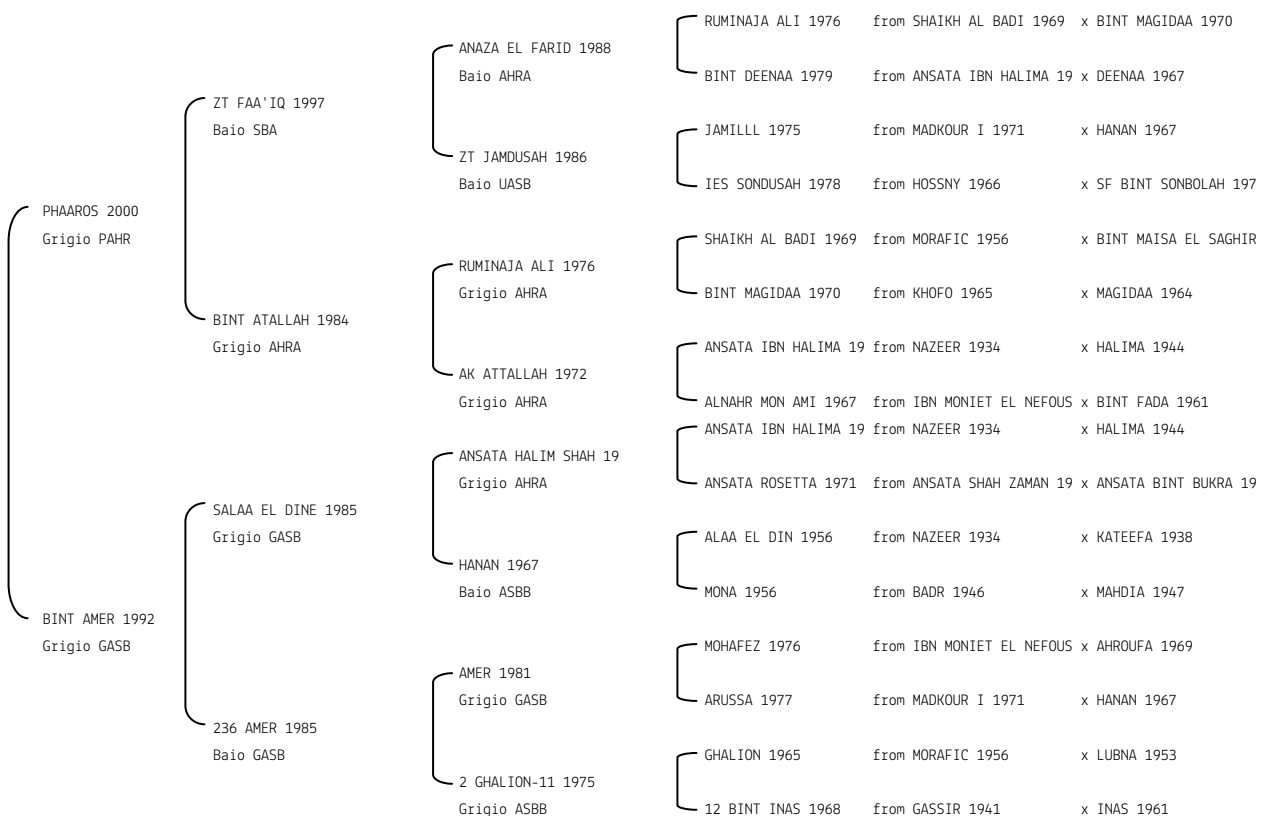 RUMINAJA ALI 1976 from SHAIKH AL BADI 1969 x BINT MAGIDAA 1970
ANAZA EL FARID 1988
Baio AHRA
BINT DEENAA 1979 from ANSATA IBN HALIMA 19 x DEENAA 1967
ZT FAA'IQ 1997
Baio SBA
JAMILLL 1975 from MADKOUR I 1971 x HANAN 1967
ZT JAMDUSAH 1986
Baio UASB
IES SONDUSAH 1978 from HOSSNY 1966 x SF BINT SONBOLAH 197
PHAAROS 2000
Grigio PAHR
SHAIKH AL BADI 1969 from MORAFIC 1956 x BINT MAISA EL SAGHIR
RUMINAJA ALI 1976
Grigio AHRA
BINT MAGIDAA 1970 from KHOFO 1965 x MAGIDAA 1964
BINT ATALLAH 1984
Grigio AHRA
ANSATA IBN HALIMA 19 from NAZEER 1934 x HALIMA 1944
AK ATTALLAH 1972
Grigio AHRA
ALNAHR MON AMI 1967 from IBN MONIET EL NEFOUS x BINT FADA 1961
ANSATA IBN HALIMA 19 from NAZEER 1934 x HALIMA 1944
ANSATA HALIM SHAH 19
Grigio AHRA
ANSATA ROSETTA 1971 from ANSATA SHAH ZAMAN 19 x ANSATA BINT BUKRA 19
SALAA EL DINE 1985
Grigio GASB
ALAA EL DIN 1956 from NAZEER 1934 x KATEEFA 1938
HANAN 1967
Baio ASBB
MONA 1956 from BADR 1946 x MAHDIA 1947
BINT AMER 1992
Grigio GASB
MOHAFEZ 1976 from IBN MONIET EL NEFOUS x AHROUFA 1969
AMER 1981
Grigio GASB
ARUSSA 1977 from MADKOUR I 1971 x HANAN 1967
236 AMER 1985
Baio GASB
GHALION 1965 from MORAFIC 1956 x LUBNA 1953
2 GHALION-11 1975
Grigio ASBB
12 BINT INAS 1968 from GASSIR 1941 x INAS 1961